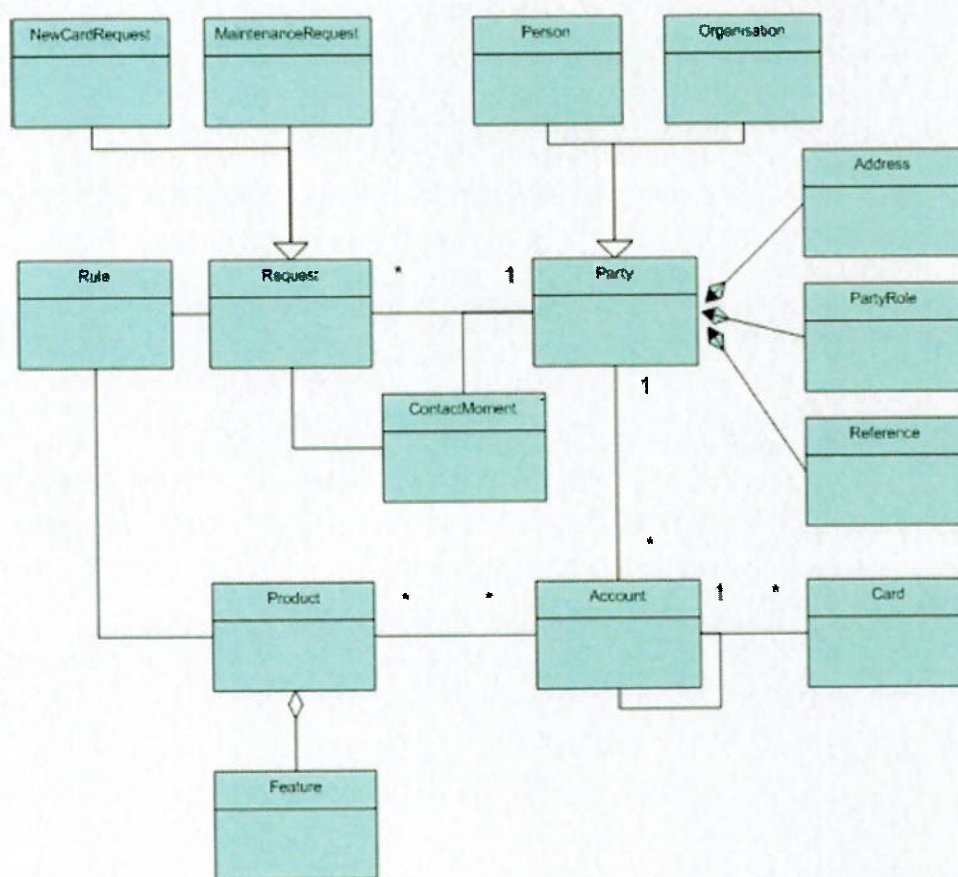 NewCardRequest
MaintenanceRequest
Person
Organisation
Address
Rule
Request
*
1
Party
PartyRole
1
ContactMoment
Reference
*
Product
*
*
Account
1
*
Card
Feature